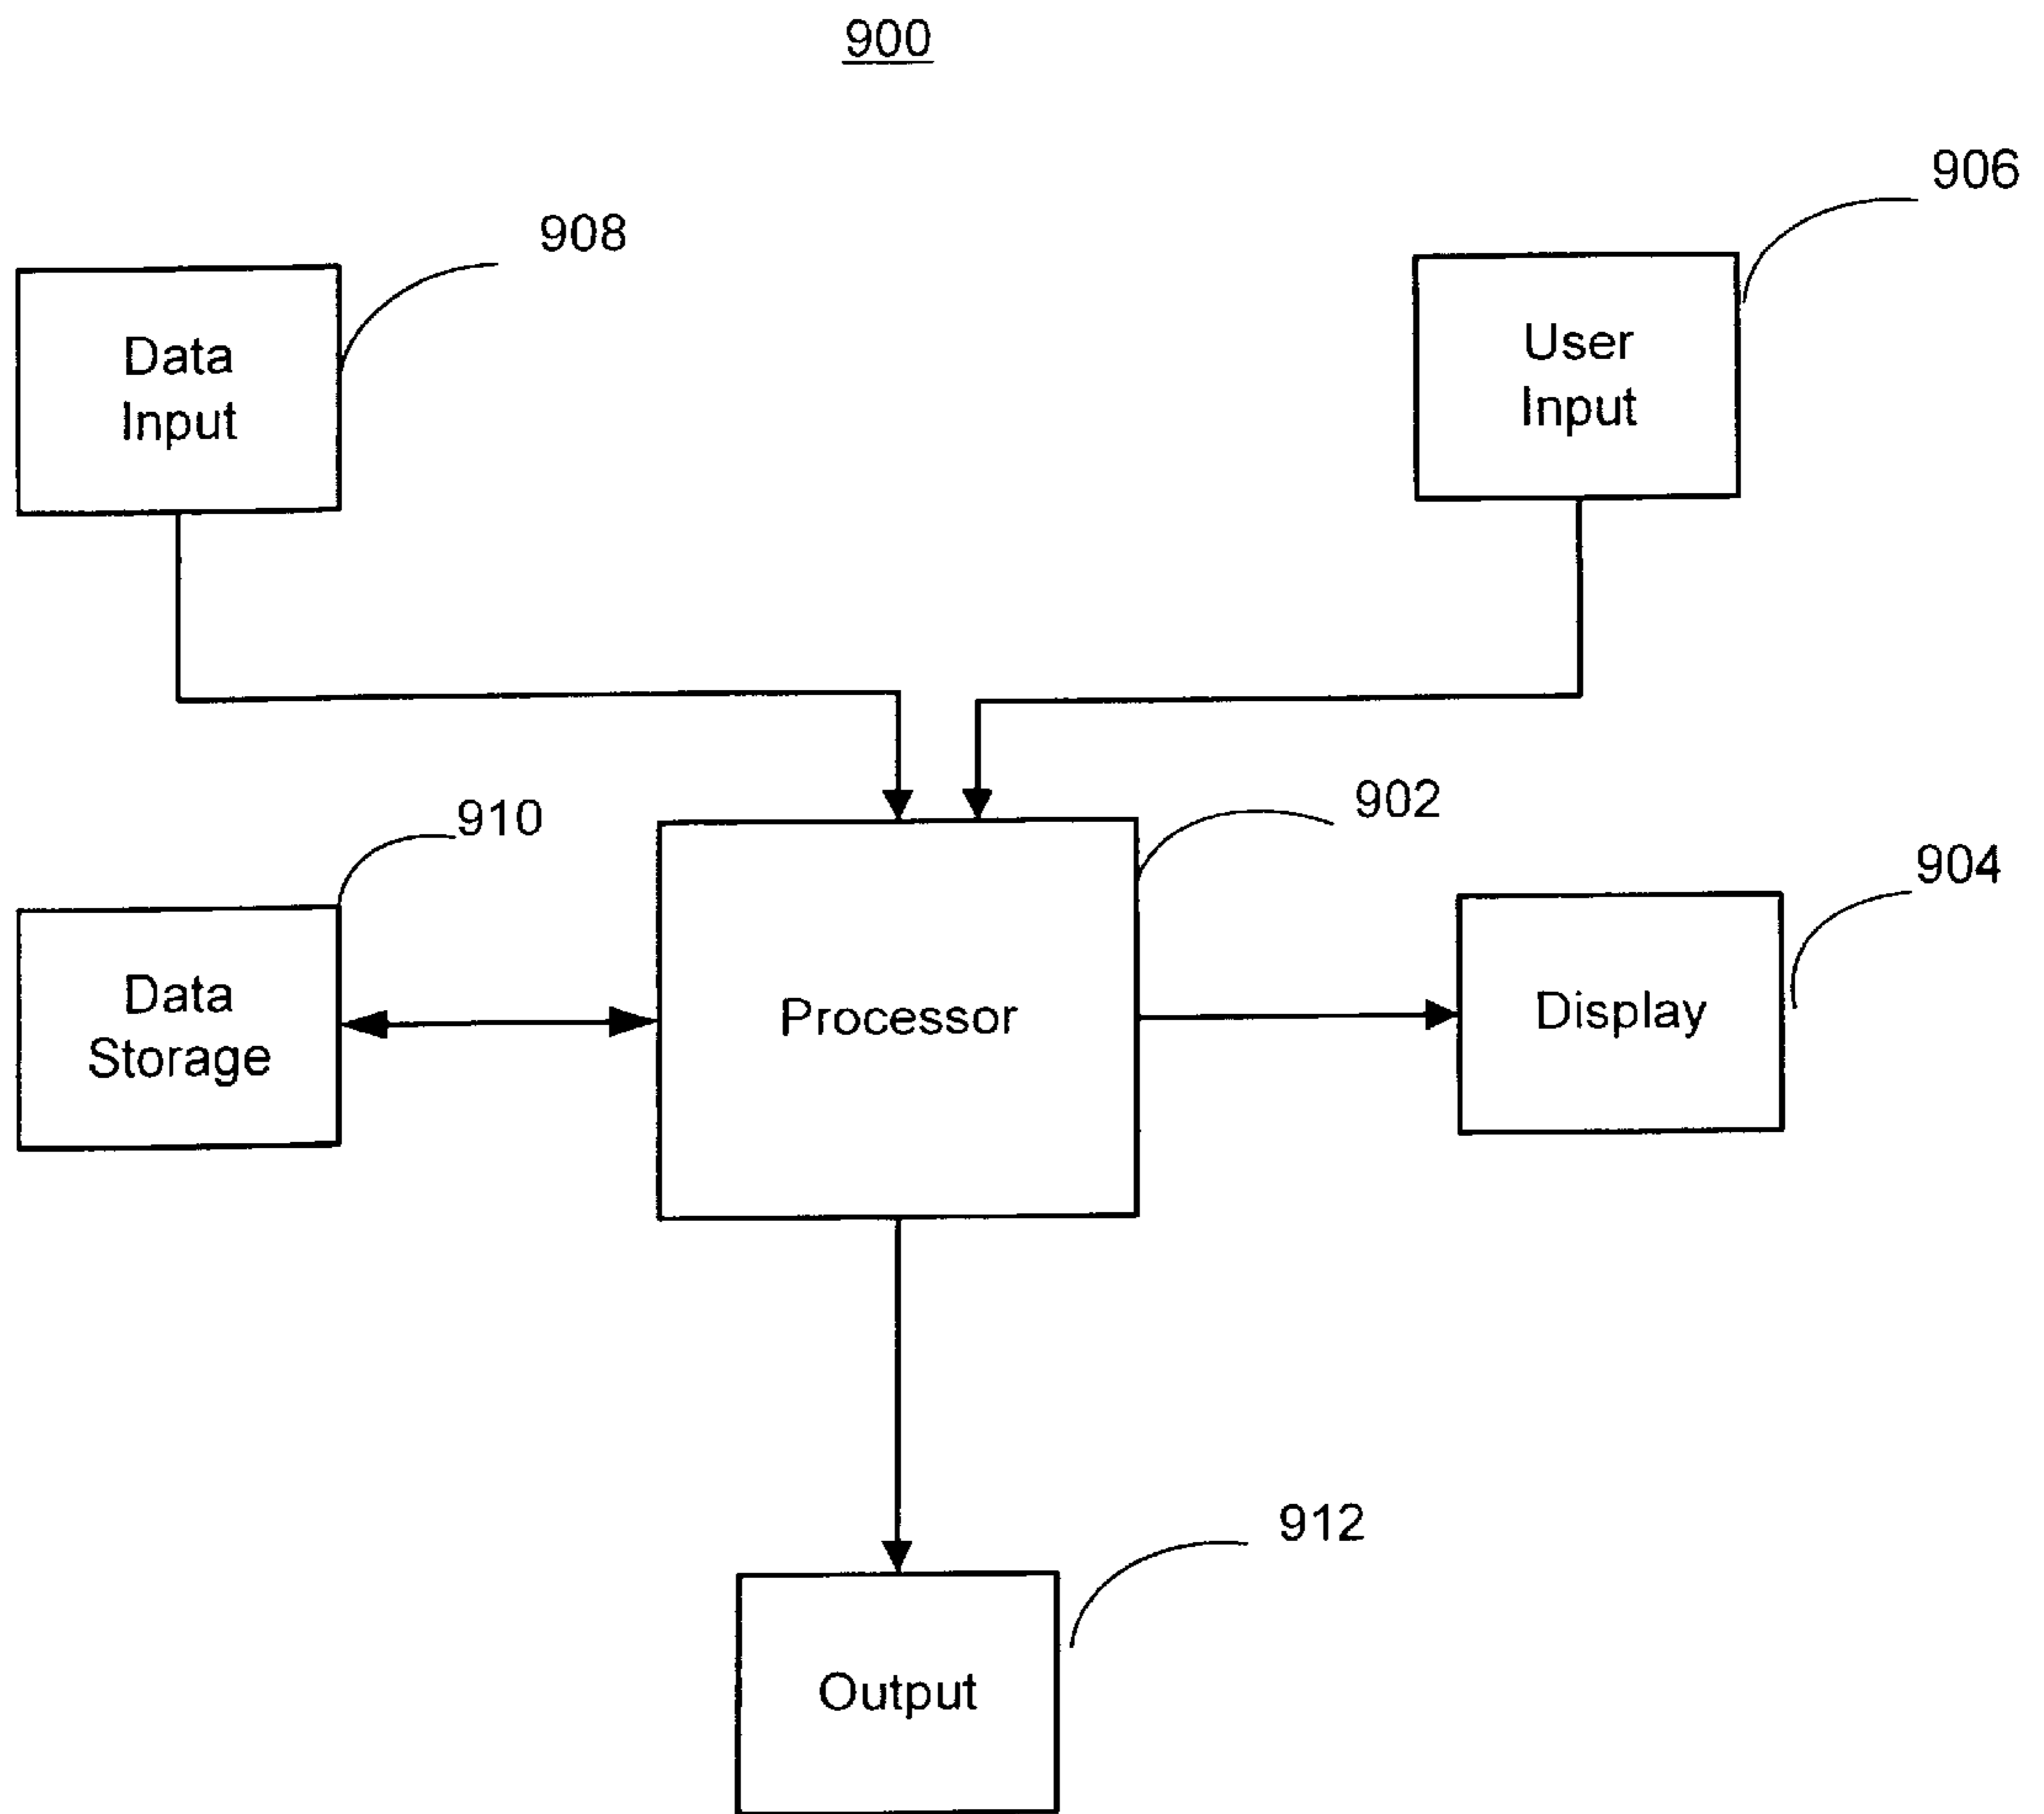 900
906
908
Data
Input
User
Input
902
910
904
Data
Storage
Processor
Display
912
Output